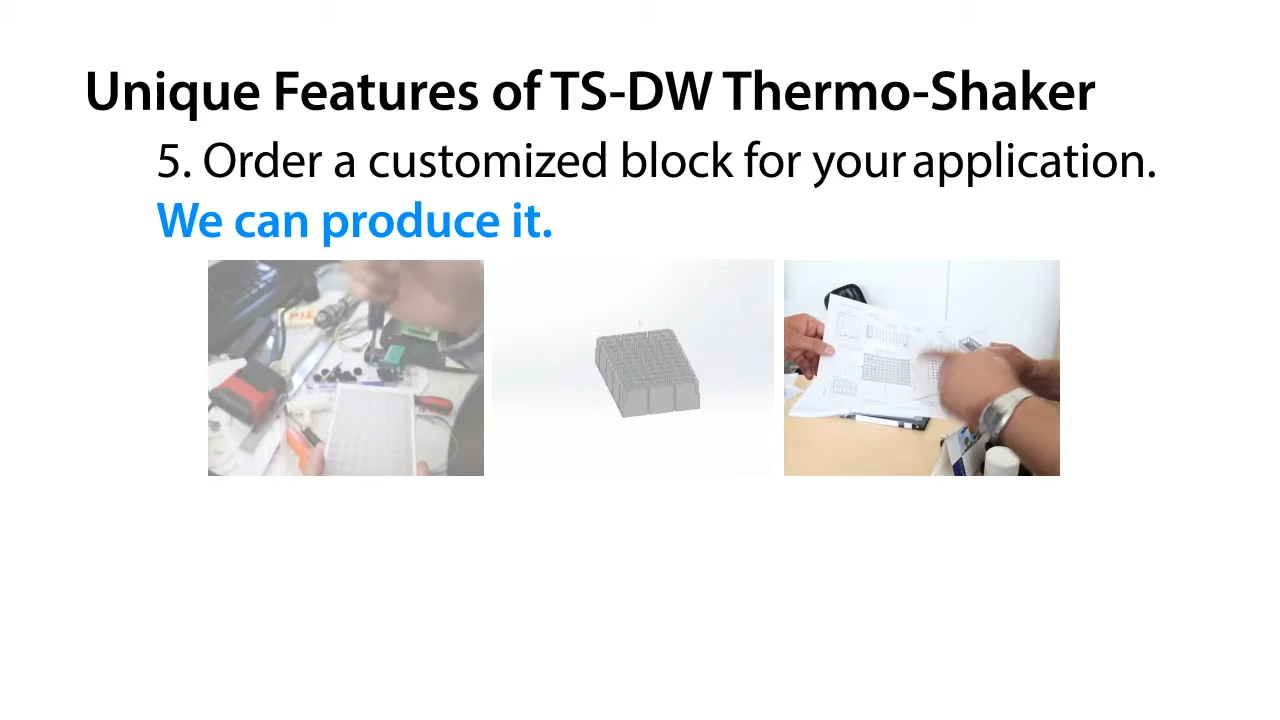 Unique Features of TS-DW Thermo-Shaker
5. Order a customized block for your application.
We can produce it.